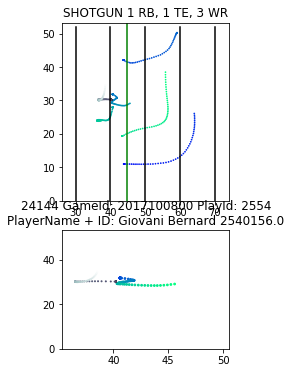 SHOTGUN 1 RB, 1 TE, 3 WR
50
40
30
20
10
0
30 40 50 60 70
24144 GameId: 2017100800 PlayId: 2554
PlayerName + ID: Giovani Bernard 2540156.0
40
20
0
40 45 50